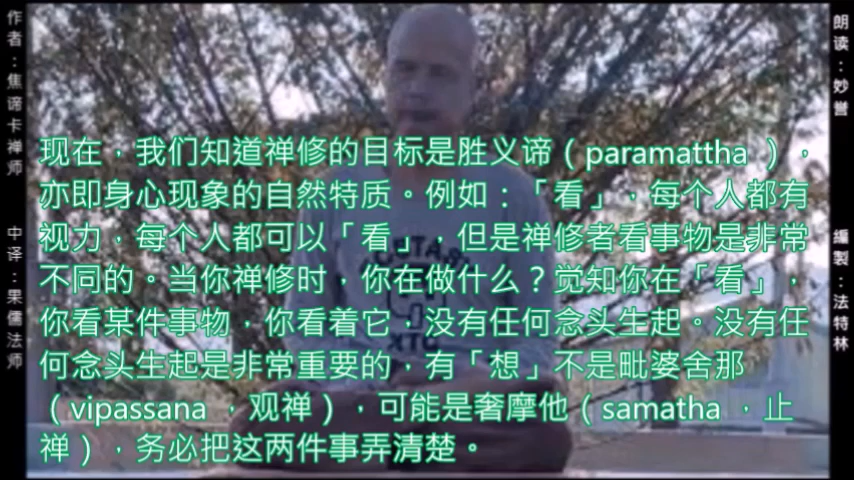 作者：焦谛卡禅师
中译：果儒法师
现在，我们知道禅修的目标是胜义谛（paramattha ），
亦即身心现象的自然特质。例如：「看」，每个人都有
视力，每个人都可以「看」，但是禅修者看事物是非常
不同的。当你禅修时，你在做什么？觉知你在「看」，
你看某件事物，你看着它，没有任何念头生起。没有任
何念头生起是非常重要的，有「想」不是毗婆舍那
（vipassana ，观禅），可能是奢摩他（samatha ，止
禅），务必把这两件事弄清楚。
朗读：妙誉
編製：法特林